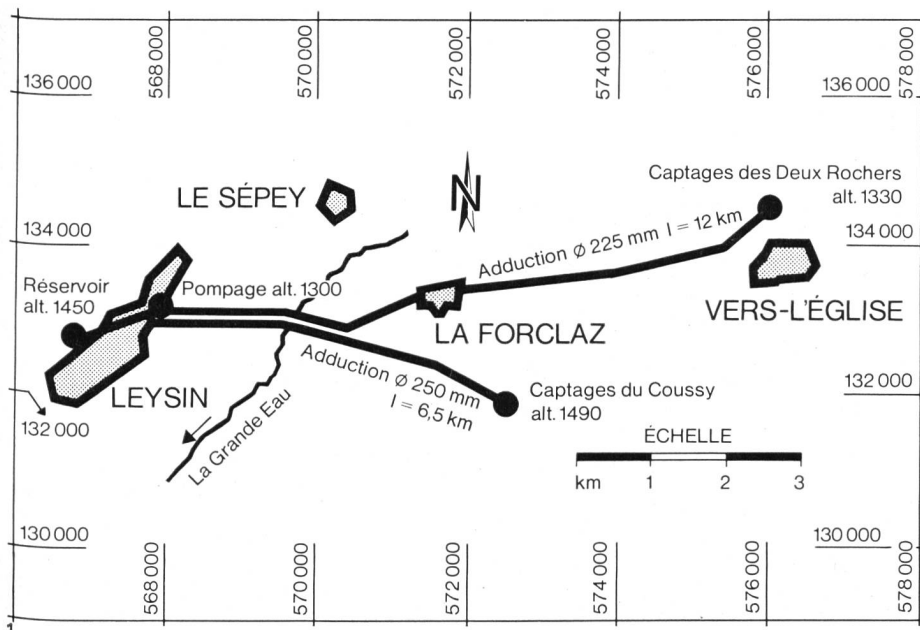 568 000
570 000
572 000
574 000
576 000
578 000
136 000
136 000
Captages des Deux Rochers
alt. 1330
LE SÉPEY
N
134 000
134 000
Adduction ø 225 mm l = 12 km
Réservoir
alt. 1450
Pompage alt. 1300
VERS-L'ÉGLISE
LA FORCLAZ
Adduction ø 250 mm
l = 6,5 km
LEYSIN
Captages du Coussy
alt. 1490
132 000
132 000
La Grande Eau
ÉCHELLE
km 1 2 3
130 000
130 000
568 000
570 000
572 000
574 000
576 000
578 000
1